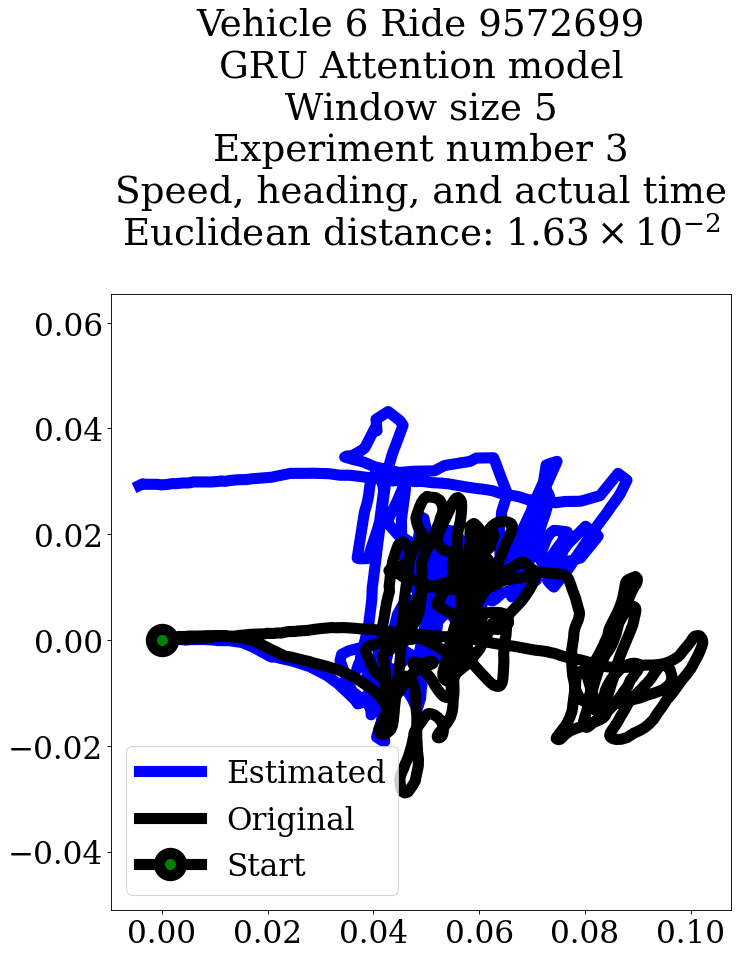 Vehicle 6 Ride 9572699
GRU Attention model
Window size 5
Experiment number 3
Speed, heading, and actual time
Euclidean distance: 1.63 × 10⁻²
0.06
0.04
0.02
0.00
−0.02
−0.04
Estimated
Original
Start
0.00 0.02 0.04 0.06 0.08 0.10